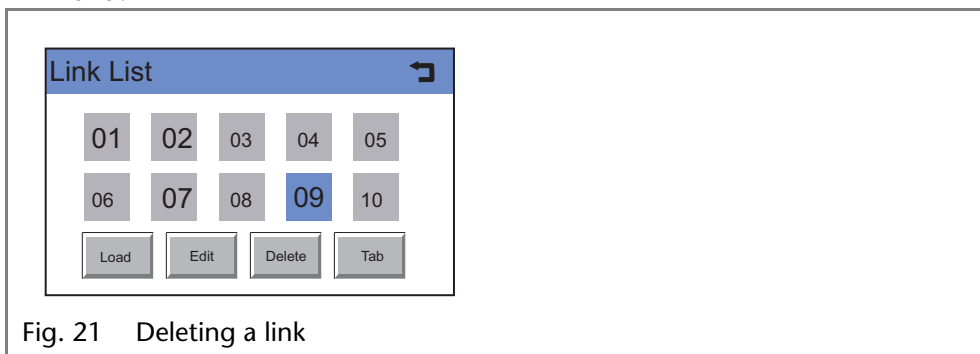 Link List
01 02 03 04 05
06 07 08 09 10
Load Edit Delete Tab
Fig. 21 Deleting a link